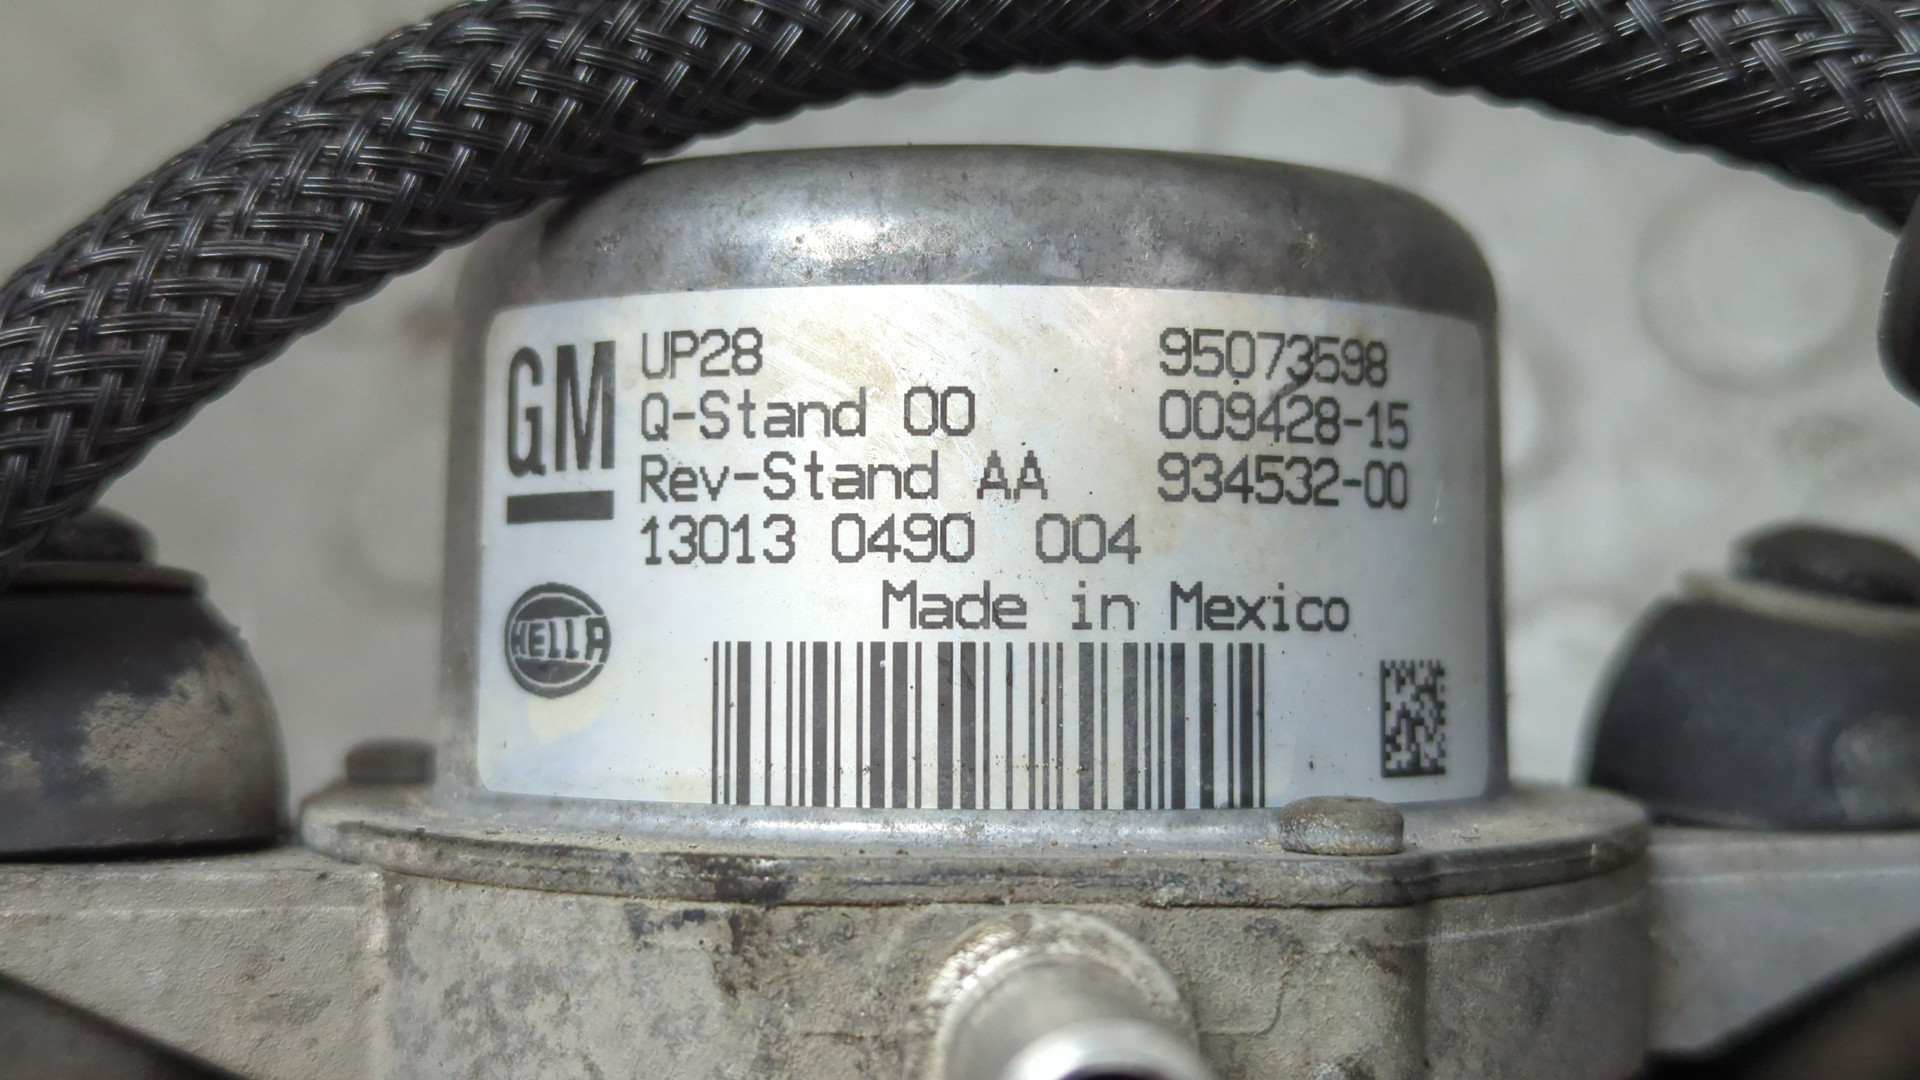 GM
UP28 95073598
Q-Stand 00 009428-15
Rev-Stand AA 934532-00
13013 0490 004
Made in Mexico
HELLA